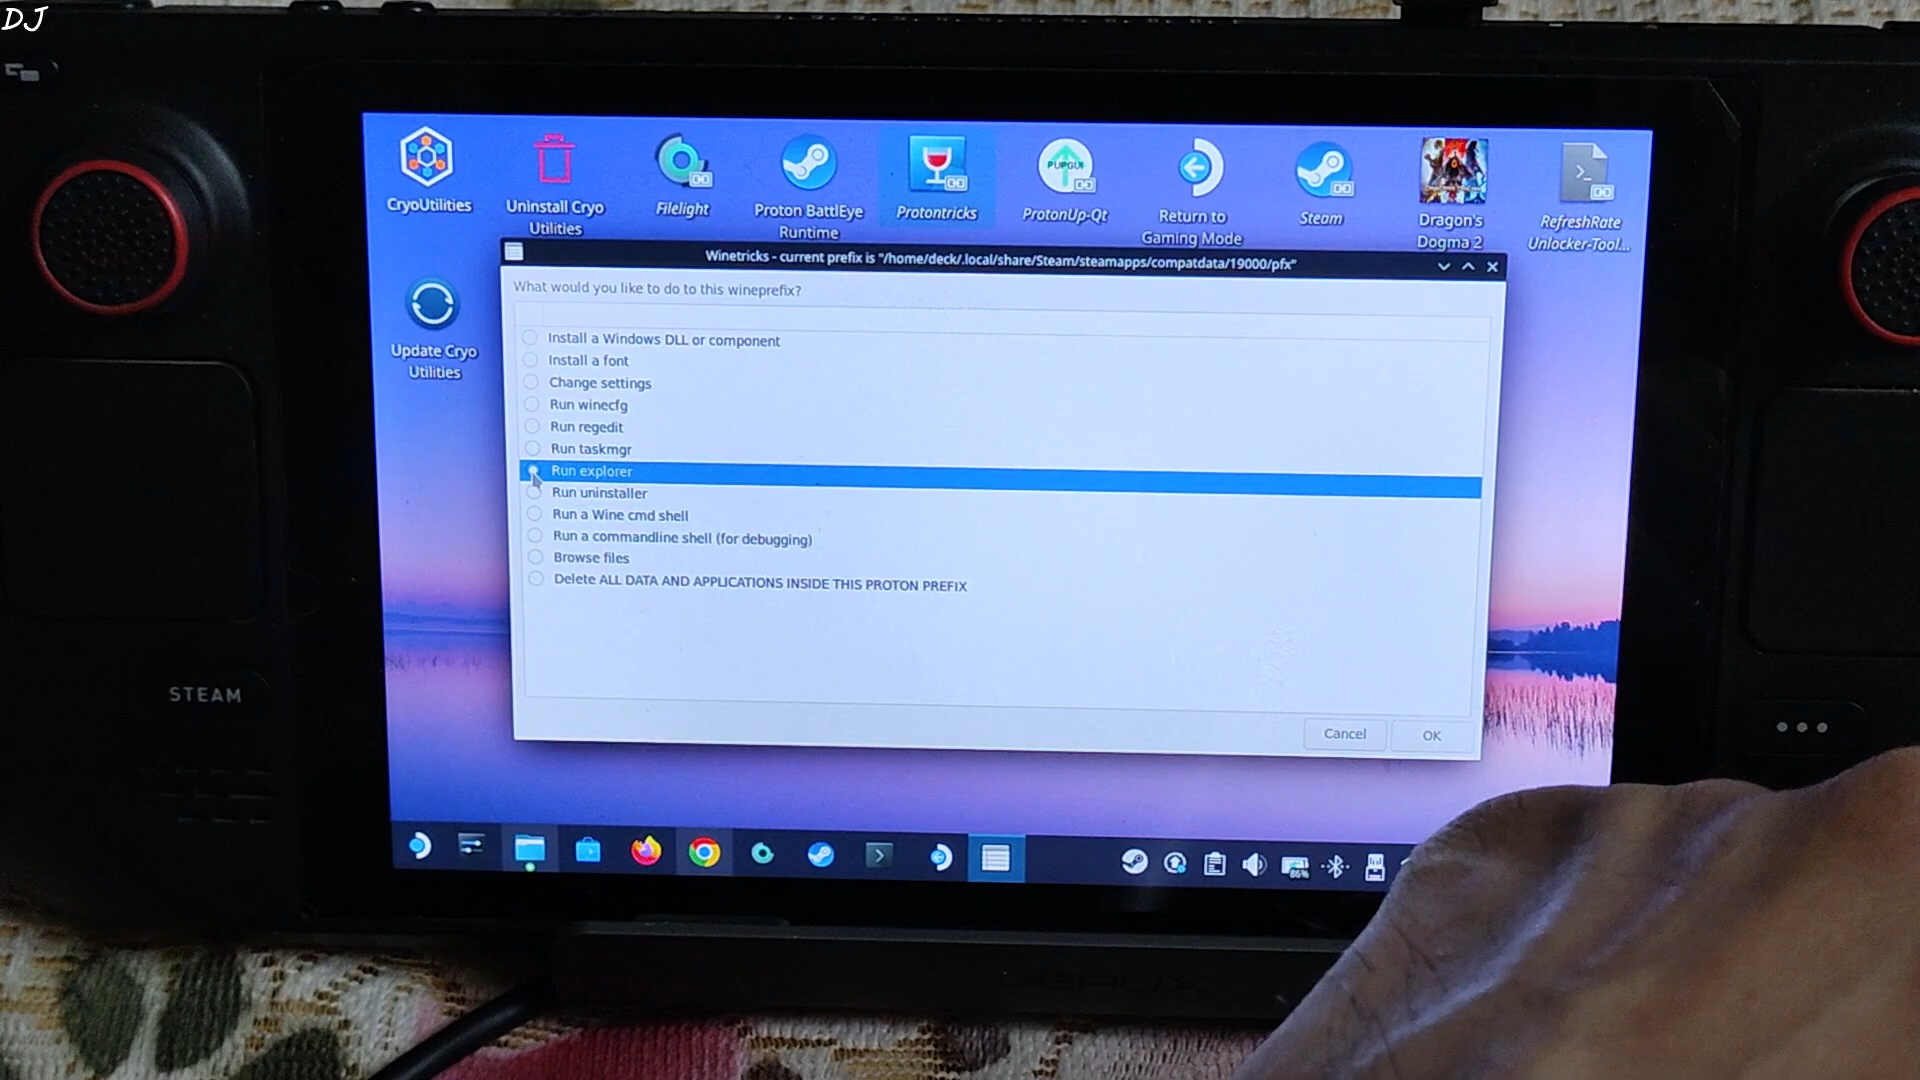 DJ
CryoUtilities
Uninstall Cryo
Utilities
Filelight
Proton BattlEye
Runtime
Protontricks
PUPGUI
ProtonUp-Qt
Return to
Gaming Mode
Steam
Dragon's
Dogma 2
RefreshRate
Unlocker-Tool...
Update Cryo
Utilities
Winetricks - current prefix is "/home/deck/.local/share/Steam/steamapps/compatdata/19000/pfx"
What would you like to do to this wineprefix?
Install a Windows DLL or component
Install a font
Change settings
Run winecfg
Run regedit
Run taskmgr
Run explorer
Run uninstaller
Run a Wine cmd shell
Run a commandline shell (for debugging)
Browse files
Delete ALL DATA AND APPLICATIONS INSIDE THIS PROTON PREFIX
Cancel
OK
STEAM
86%